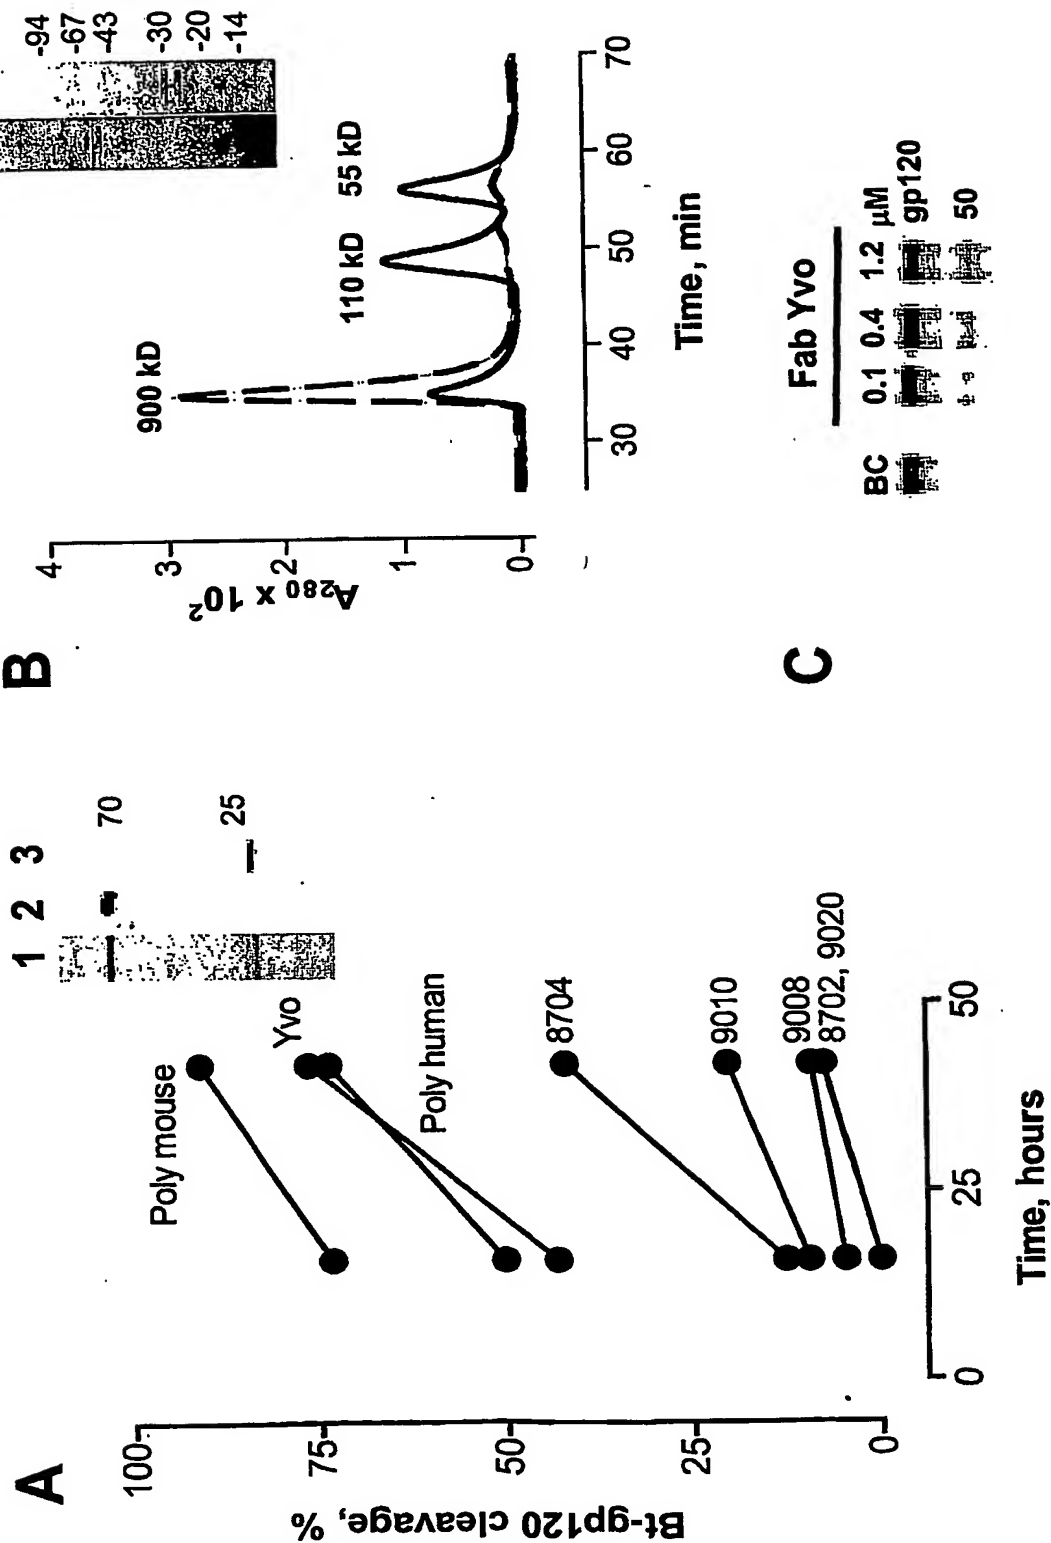 A
Bt-gp120 cleavage, %
100
75
50
25
0
Poly mouse
Yvo
Poly human
8704
9010
9008
8702, 9020
0
25
50
Time, hours
1 2 3
70
25
B
A280 x 10²
4
3
2
1
0
900 kD
110 kD
55 kD
30
40
50
60
70
Time, min
-94
-67
-43
-30
-20
-14
C
Fab Yvo
BC 0.1 0.4 1.2 µM
gp120
50